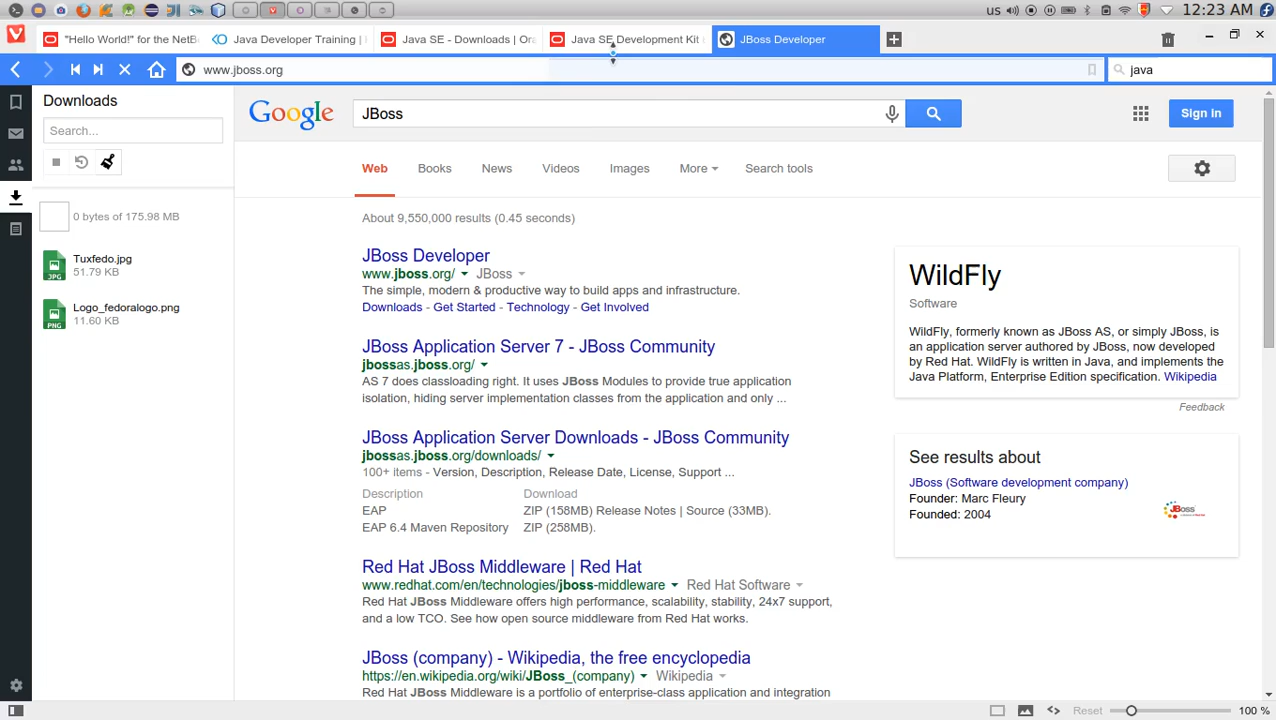 us 12:23 AM
"Hello World!" for the NetB
Java Developer Training |
Java SE - Downloads | Ora
Java SE Development Kit
JBoss Developer
www.jboss.org
java
Downloads
Search...
0 bytes of 175.98 MB
Tuxfedo.jpg
51.79 KB
Logo_fedoralogo.png
11.60 KB
Google
JBoss
Sign in
Web Books News Videos Images More Search tools
About 9,550,000 results (0.45 seconds)
JBoss Developer
www.jboss.org/ JBoss
The simple, modern & productive way to build apps and infrastructure.
Downloads - Get Started - Technology - Get Involved
JBoss Application Server 7 - JBoss Community
jbossas.jboss.org/
AS 7 does classloading right. It uses JBoss Modules to provide true application
isolation, hiding server implementation classes from the application and only ...
JBoss Application Server Downloads - JBoss Community
jbossas.jboss.org/downloads/
100+ items - Version, Description, Release Date, License, Support ...
Description Download
EAP ZIP (158MB) Release Notes | Source (33MB).
EAP 6.4 Maven Repository ZIP (258MB).
Red Hat JBoss Middleware | Red Hat
www.redhat.com/en/technologies/jboss-middleware Red Hat Software
Red Hat JBoss Middleware offers high performance, scalability, stability, 24x7 support,
and a low TCO. See how open source middleware from Red Hat works.
JBoss (company) - Wikipedia, the free encyclopedia
https://en.wikipedia.org/wiki/JBoss_(company) Wikipedia
Red Hat JBoss Middleware is a portfolio of enterprise-class application and integration
WildFly
Software
WildFly, formerly known as JBoss AS, or simply JBoss, is
an application server authored by JBoss, now developed
by Red Hat. WildFly is written in Java, and implements the
Java Platform, Enterprise Edition specification. Wikipedia
Feedback
See results about
JBoss (Software development company)
Founder: Marc Fleury
Founded: 2004
JBoss
Reset 100 %